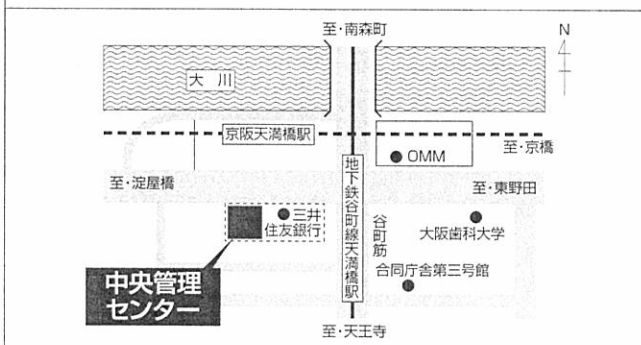 至・南森町
N
大川
京阪天満橋駅
至・京橋
OMM
至・淀屋橋
至・東野田
地下鉄谷町線天満橋駅
谷町筋
三井
住友銀行
大阪歯科大学
合同庁舎第三号館
中央管理
センター
至・天王寺